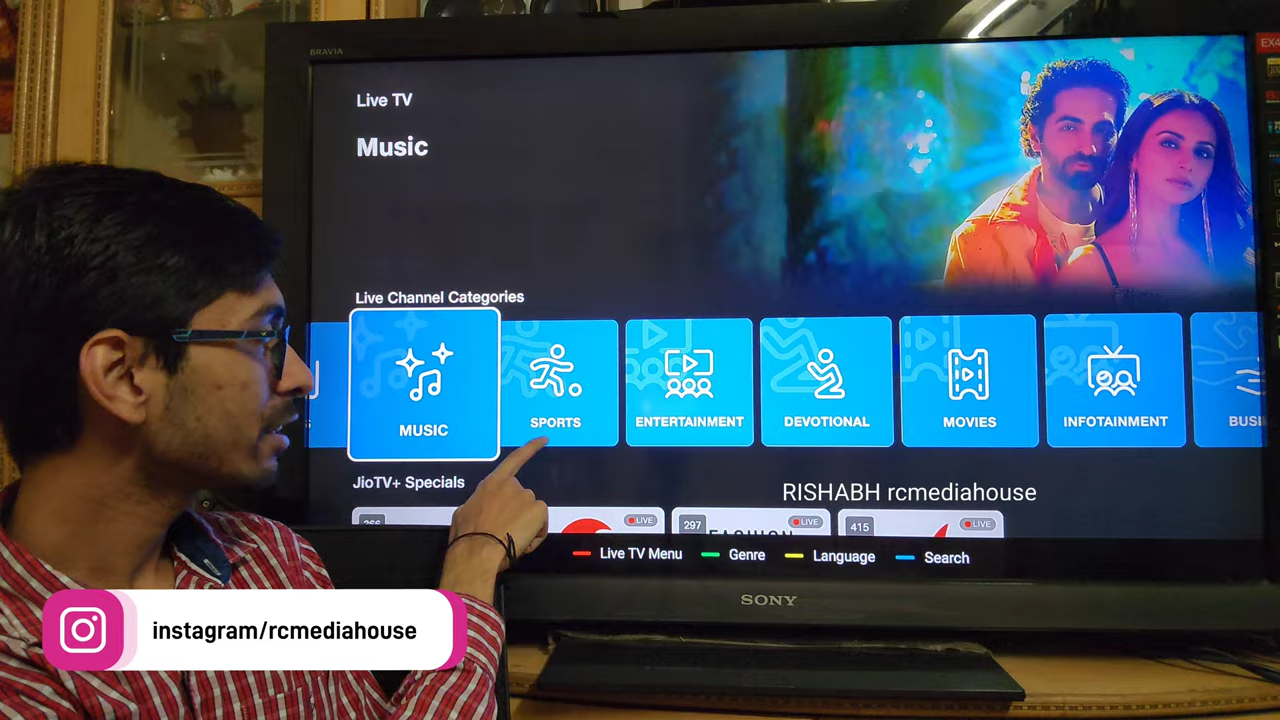 BRAVIA
Live TV
Music
Live Channel Categories
MUSIC
SPORTS
ENTERTAINMENT
DEVOTIONAL
MOVIES
INFOTAINMENT
JioTV+ Specials
RISHABH rcmediahouse
LIVE
297
LIVE
415
LIVE
FASHION
Live TV Menu
Genre
Language
Search
SONY
instagram/rcmediahouse